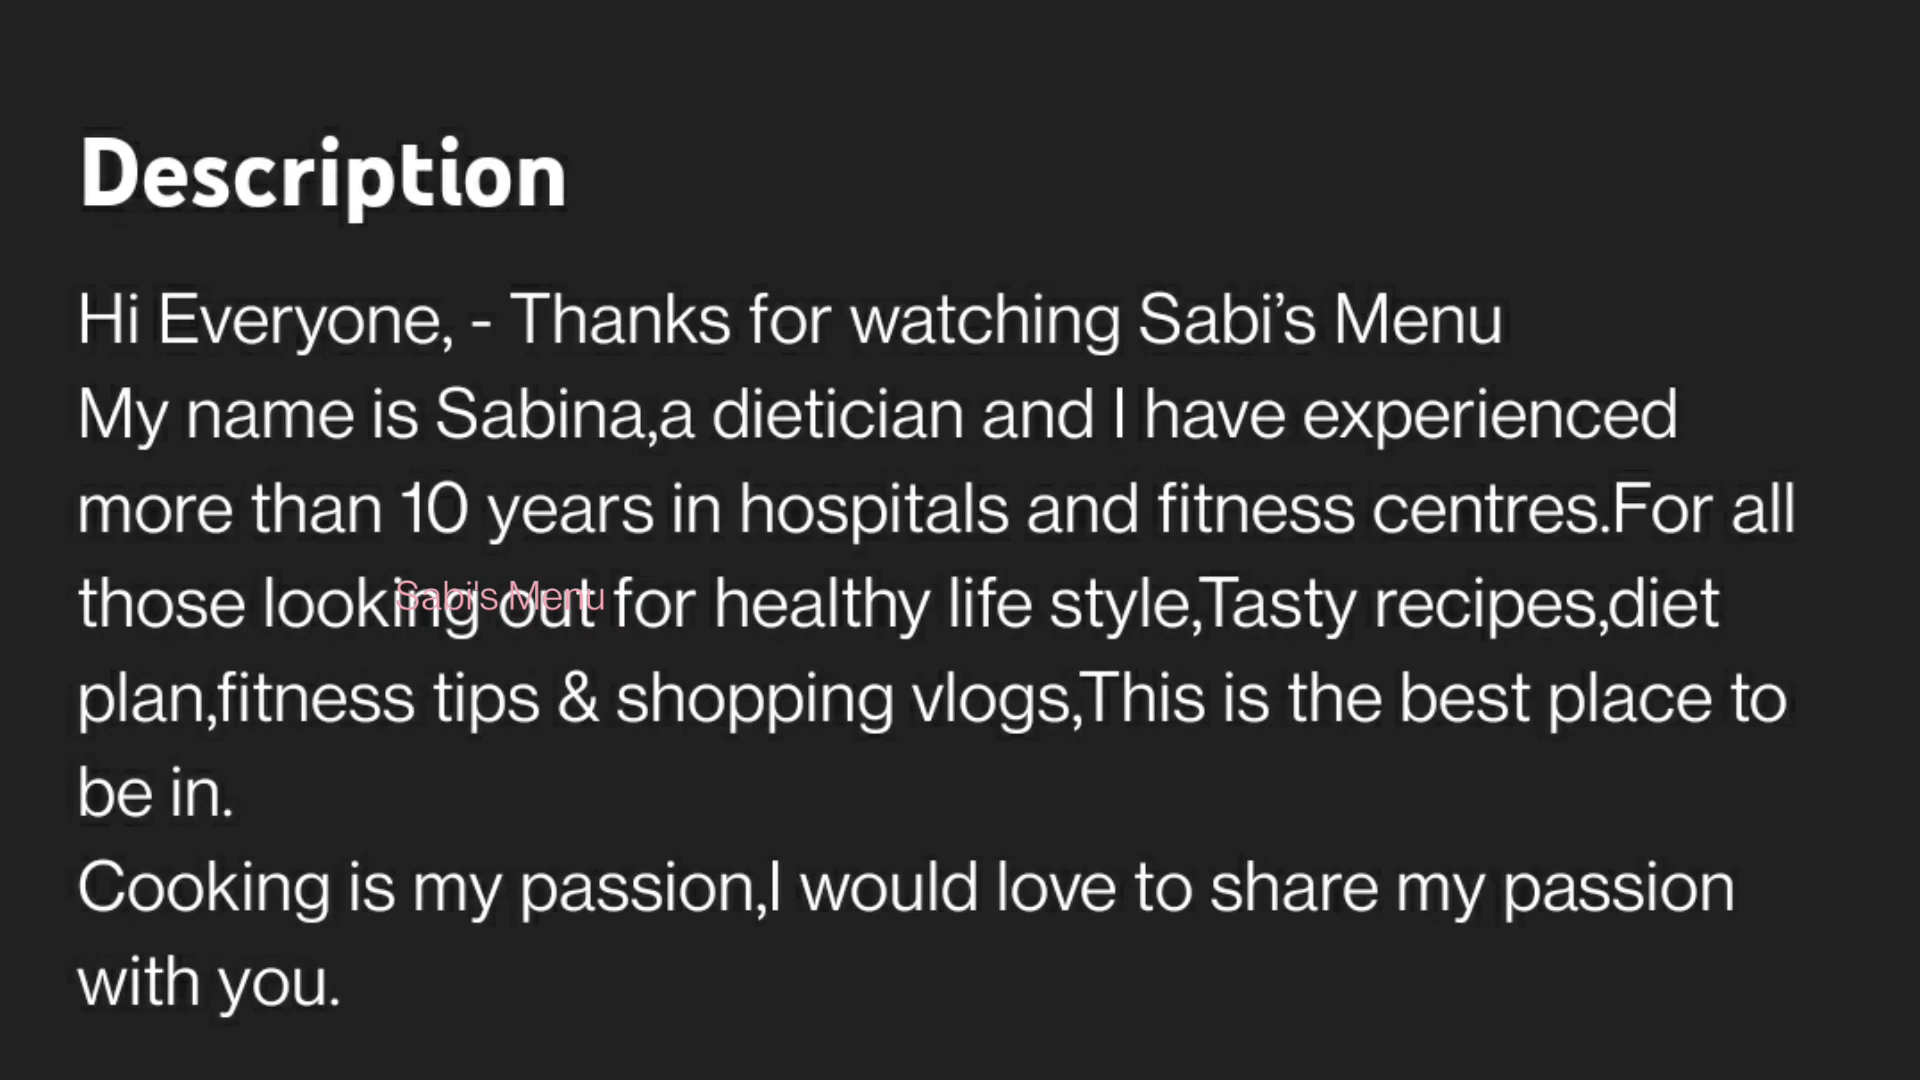 Description
Hi Everyone, - Thanks for watching Sabi’s Menu
My name is Sabina,a dietician and I have experienced
more than 10 years in hospitals and fitness centres.For all
those looking out for healthy life style,Tasty recipes,diet
Sabi's Menu
plan,fitness tips & shopping vlogs,This is the best place to
be in.
Cooking is my passion,I would love to share my passion
with you.